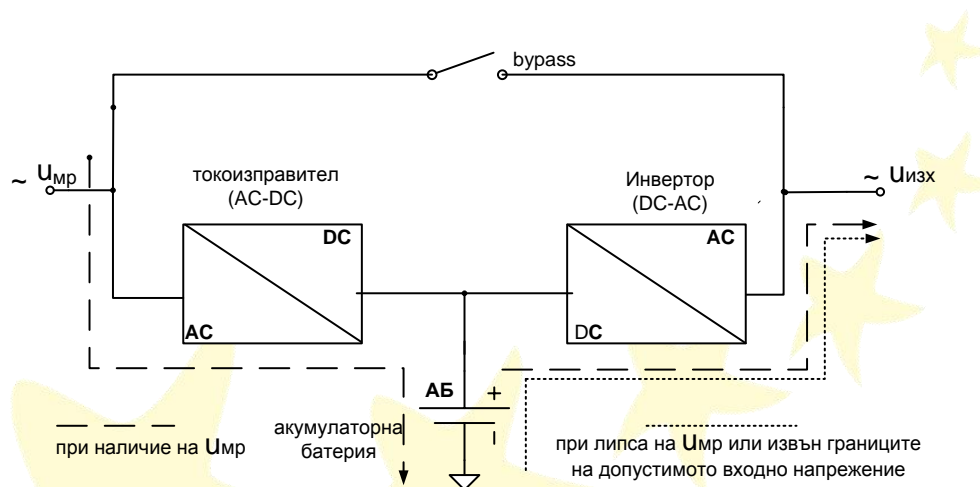 bypass
~ uмр
токоизправител
(AC-DC)
Инвертор
(DC-AC)
~ uизх
DC
AC
AC
DC
АБ
+
–
акумулаторна
батерия
при наличие на uмр
при липса на uмр или извън границите
на допустимото входно напрежение